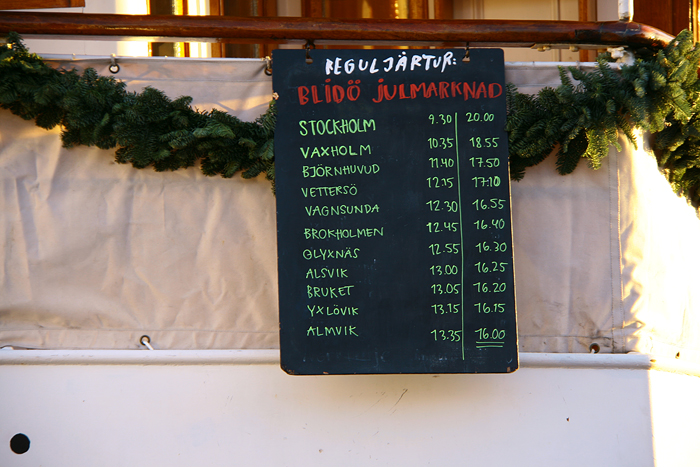 REGULJÄRTUR:
BLIDÖ JULMARKNAD
STOCKHOLM 9.30 20.00
VAXHOLM 10.35 18.55
BJÖRNHUVUD 11.40 17.50
VETTERSÖ 12.15 17.10
VAGNSUNDA 12.30 16.55
BROKHOLMEN 12.45 16.40
GLYXNÄS 12.55 16.30
ALSVIK 13.00 16.25
BRUKET 13.05 16.20
YXLÖVIK 13.15 16.15
ALMVIK 13.35 16.00